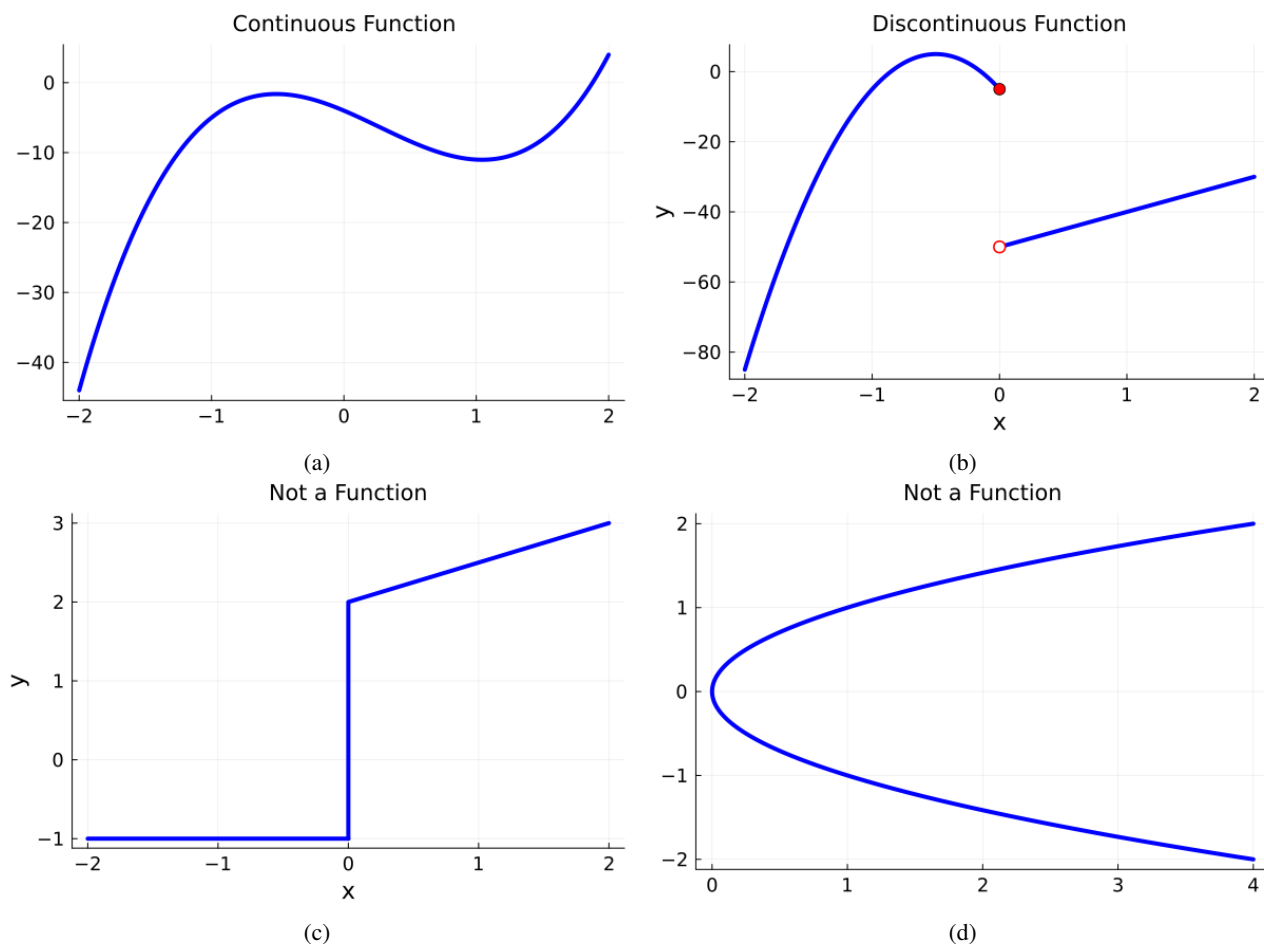 Continuous Function
0
−10
−20
−30
−40
−2 −1 0 1 2
(a)
Discontinuous Function
0
−20
−40
−60
−80
y
−2 −1 0 1 2
x
(b)
Not a Function
3
2
1
0
−1
y
−2 −1 0 1 2
x
(c)
Not a Function
2
1
0
−1
−2
0 1 2 3 4
(d)